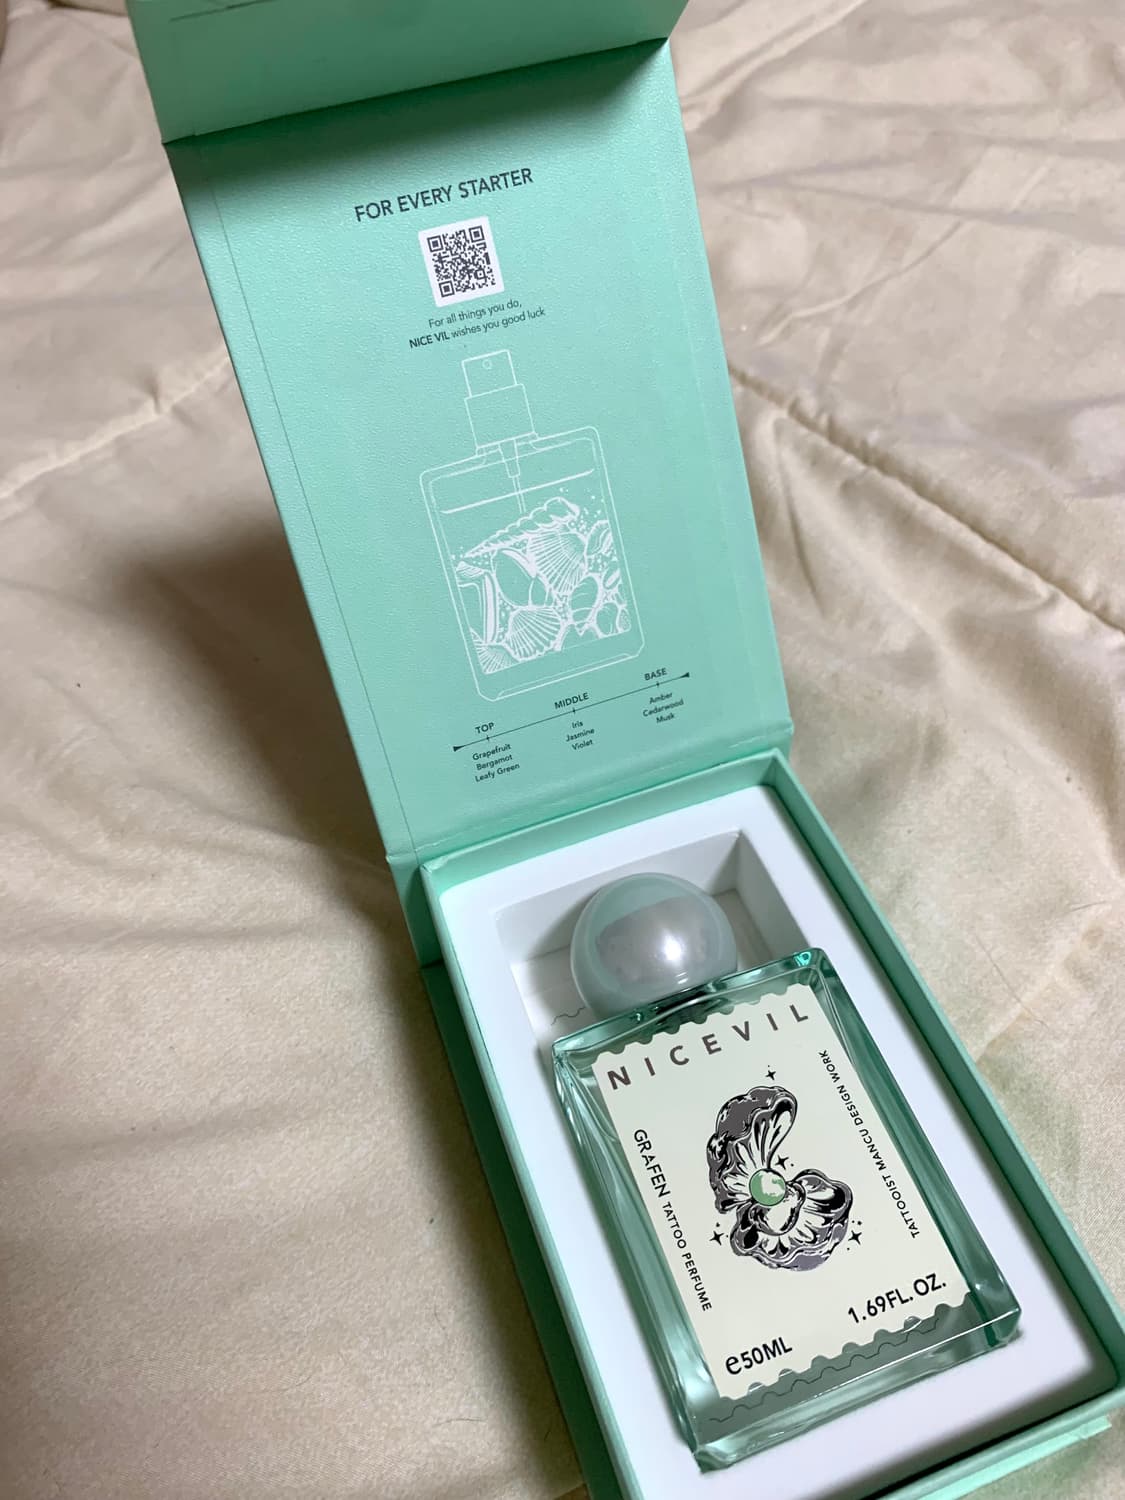 FOR EVERY STARTER
For all things you do,
NICE VIL wishes you good luck
TOP
Grapefruit
Bergamot
Leafy Green
MIDDLE
Iris
Jasmine
Violet
BASE
Amber
Cedarwood
Musk
NICEVIL
GRAFEN TATTOO PERFUME
TATTOOIST MANCU DESIGN WORK
e50ML
1.69FL.OZ.